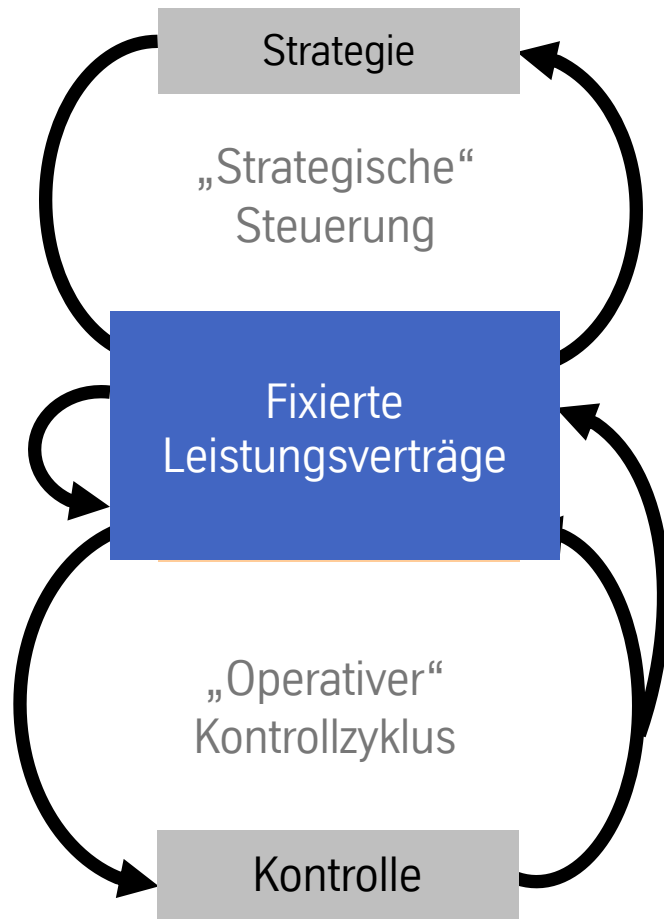 Strategie
„Strategische“
Steuerung
Fixierte
Leistungsverträge
„Operativer“
Kontrollzyklus
Kontrolle